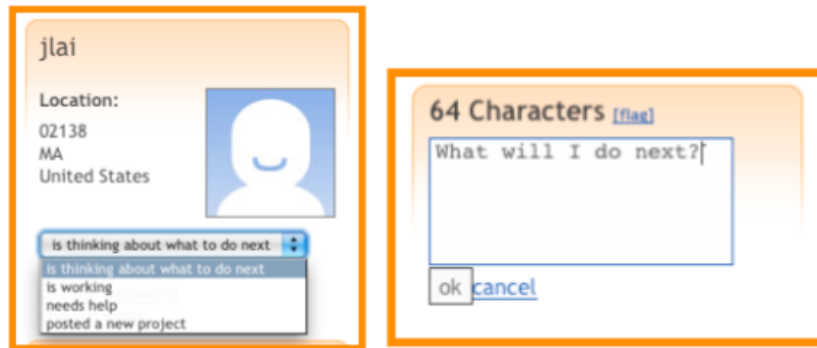 jlai
Location:
02138
MA
United States
is thinking about what to do next
is thinking about what to do next
is working
needs help
posted a new project
64 Characters [flag]
What will I do next?
ok cancel